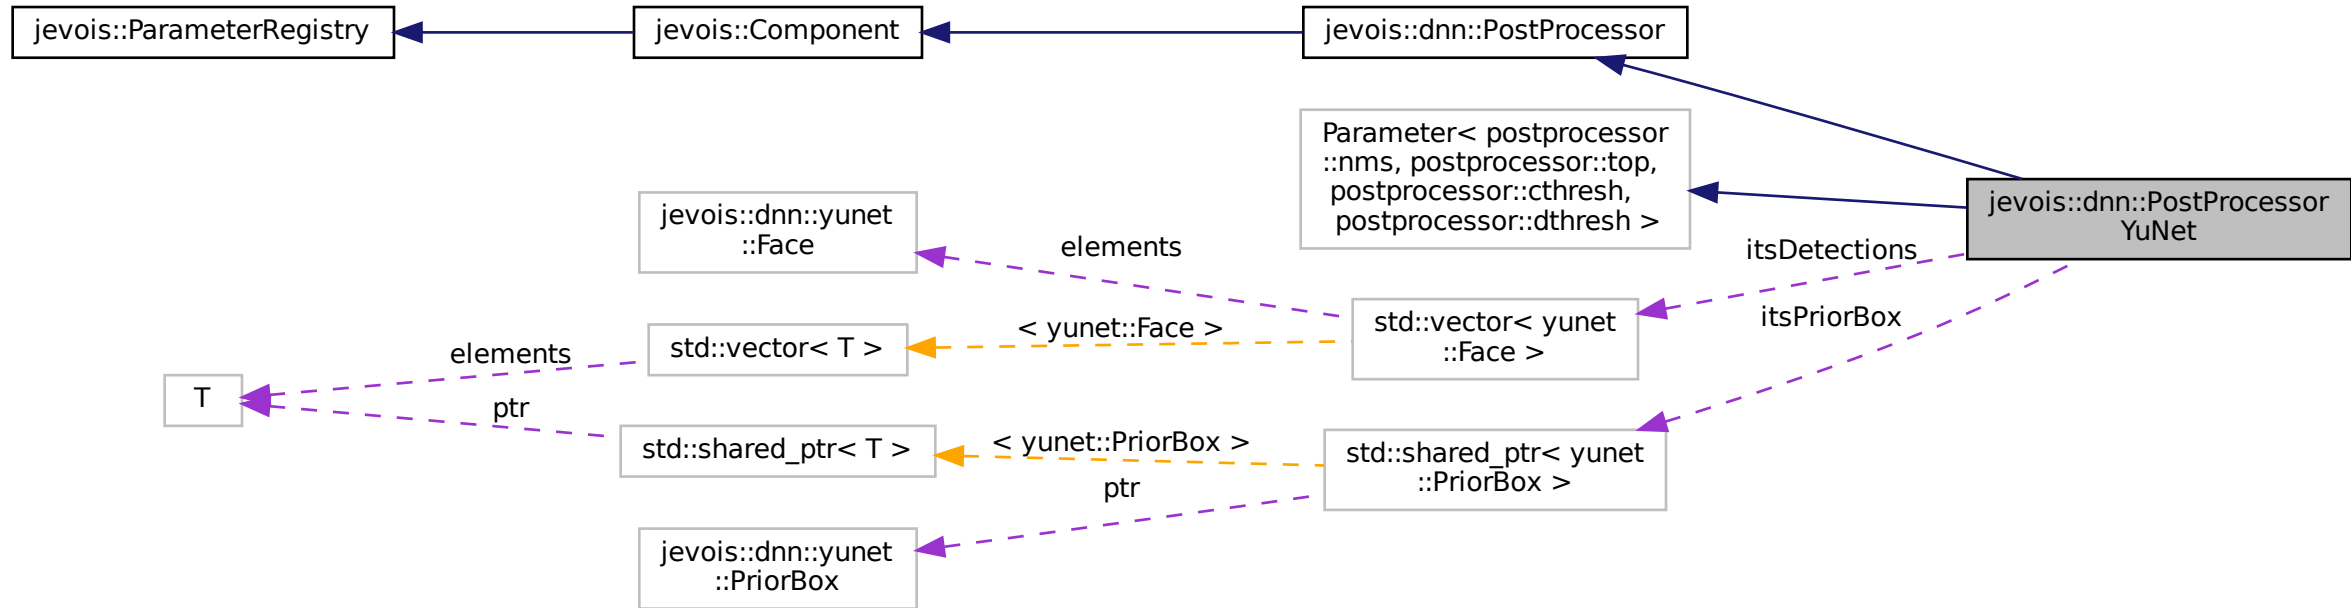 jevois::ParameterRegistry
jevois::Component
jevois::dnn::PostProcessor
Parameter< postprocessor
::nms, postprocessor::top,
postprocessor::cthresh,
postprocessor::dthresh >
jevois::dnn::PostProcessor
YuNet
jevois::dnn::yunet
::Face
elements
itsDetections
std::vector< yunet
::Face >
< yunet::Face >
std::vector< T >
elements
itsPriorBox
T
ptr
std::shared_ptr< T >
< yunet::PriorBox >
std::shared_ptr< yunet
::PriorBox >
ptr
jevois::dnn::yunet
::PriorBox